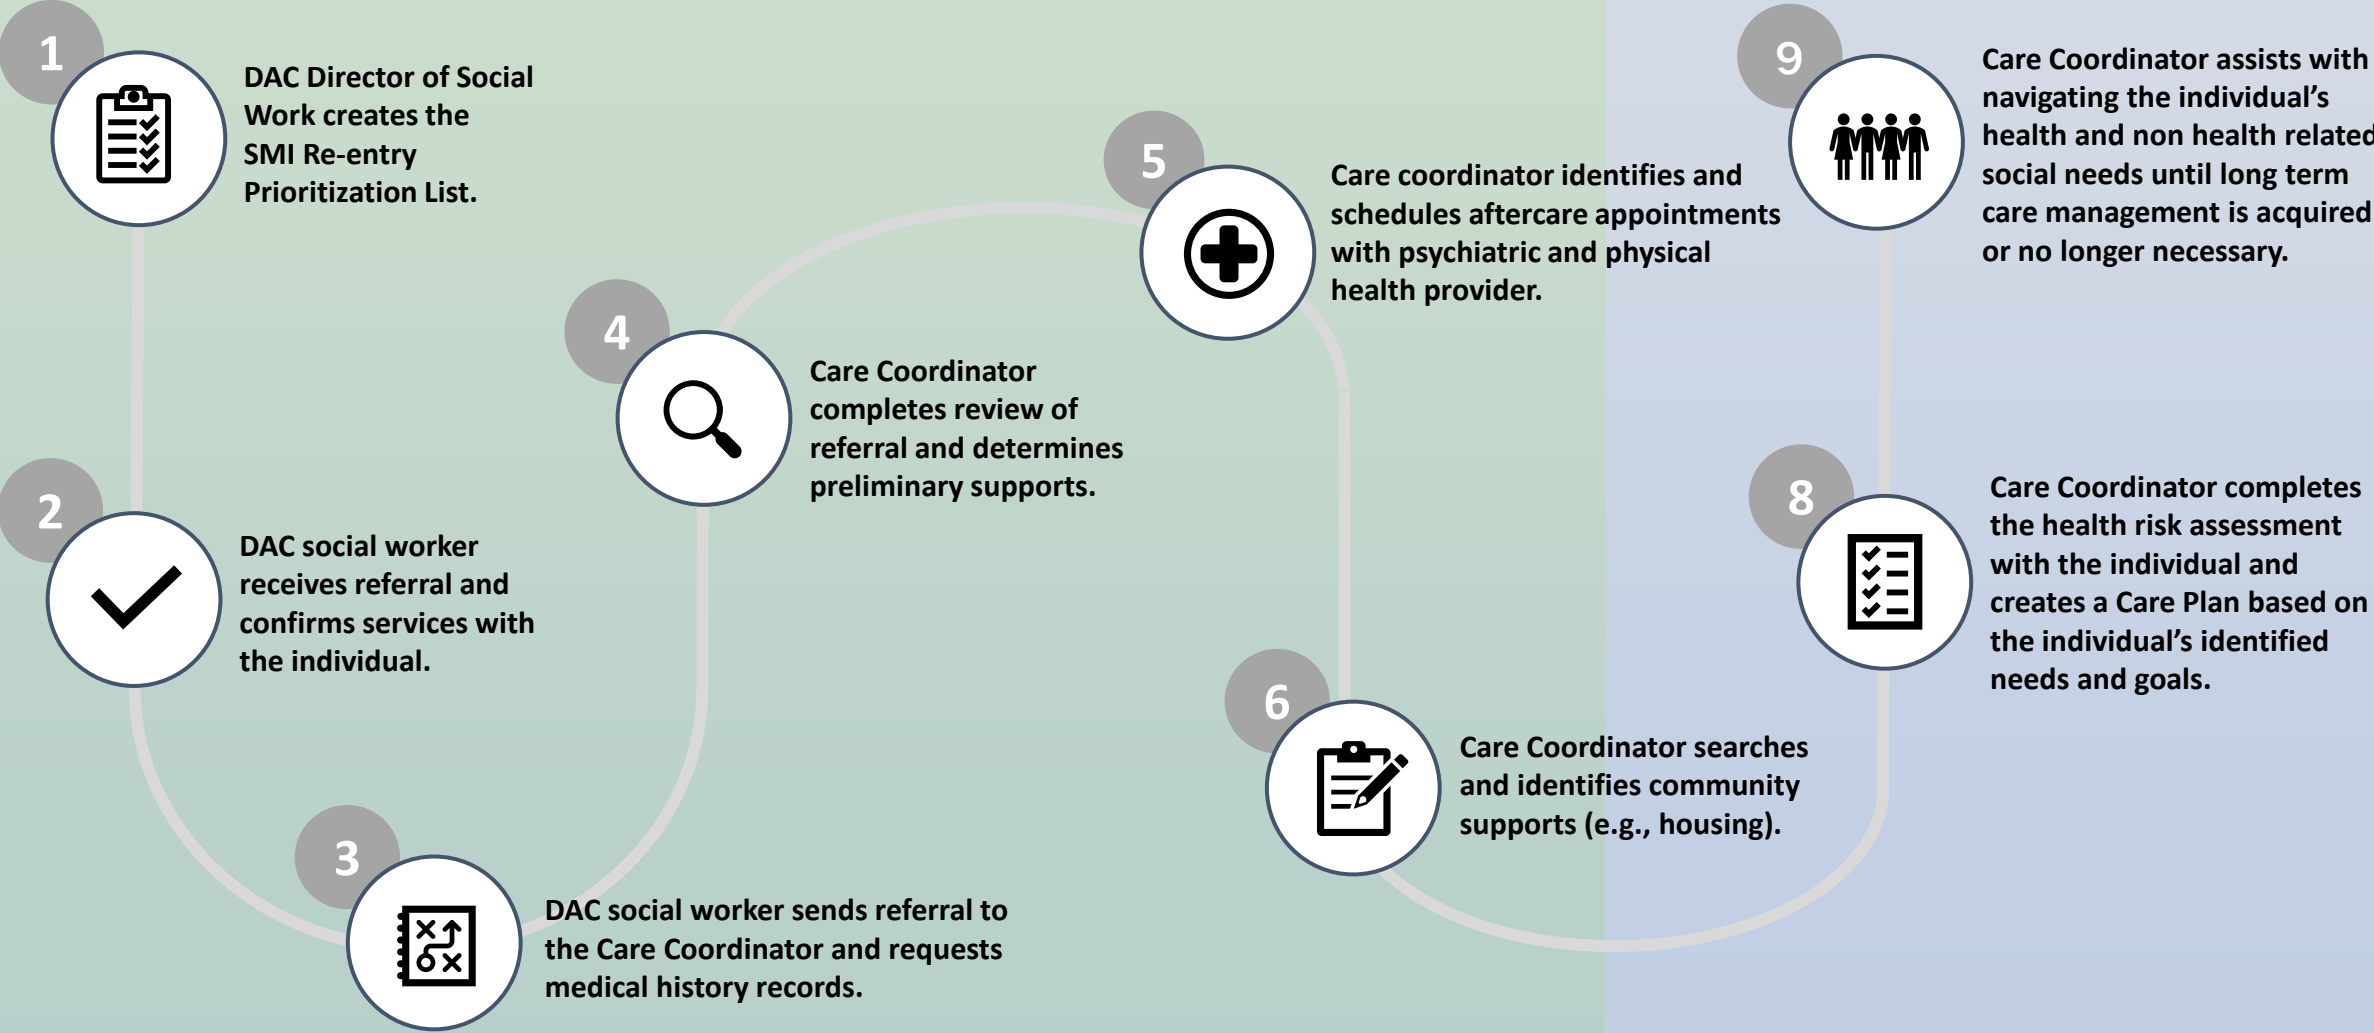 1
DAC Director of Social
Work creates the
SMI Re-entry
Prioritization List.
2
DAC social worker
receives referral and
confirms services with
the individual.
3
DAC social worker sends referral to
the Care Coordinator and requests
medical history records.
4
Care Coordinator
completes review of
referral and determines
preliminary supports.
5
Care coordinator identifies and
schedules aftercare appointments
with psychiatric and physical
health provider.
6
Care Coordinator searches
and identifies community
supports (e.g., housing).
8
Care Coordinator completes
the health risk assessment
with the individual and
creates a Care Plan based on
the individual’s identified
needs and goals.
9
Care Coordinator assists with
navigating the individual’s
health and non health related
social needs until long term
care management is acquired
or no longer necessary.